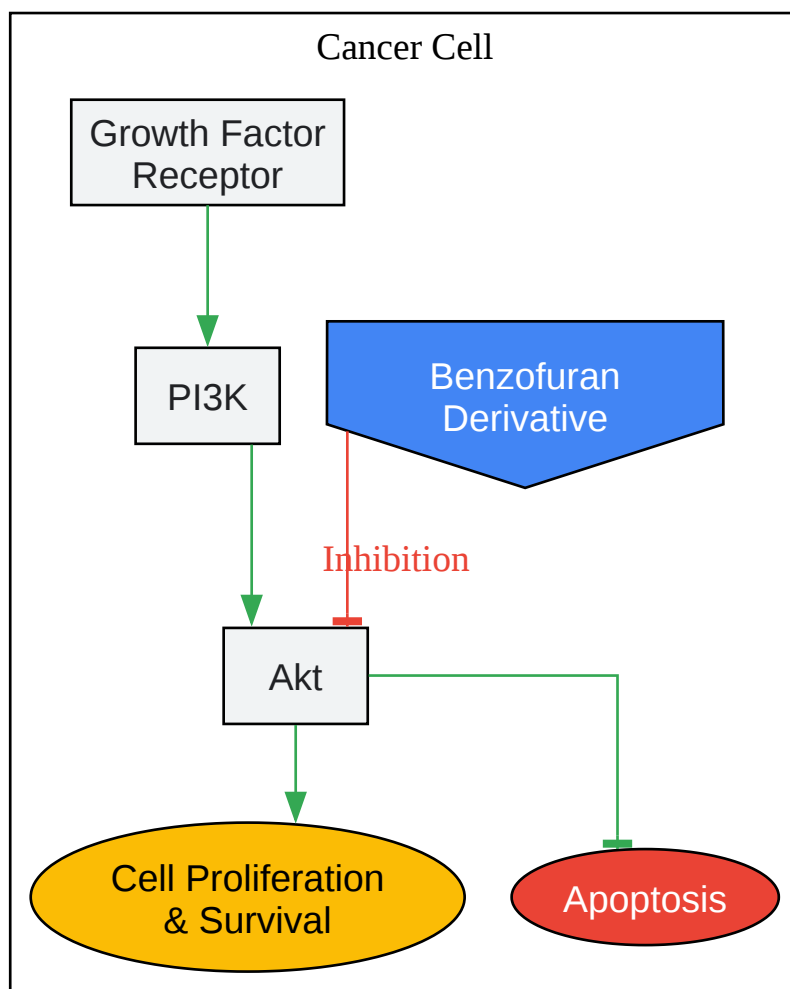 Cancer Cell
Growth Factor
Receptor
PI3K
Benzofuran
Derivative
Inhibition
Akt
Cell Proliferation
& Survival
Apoptosis